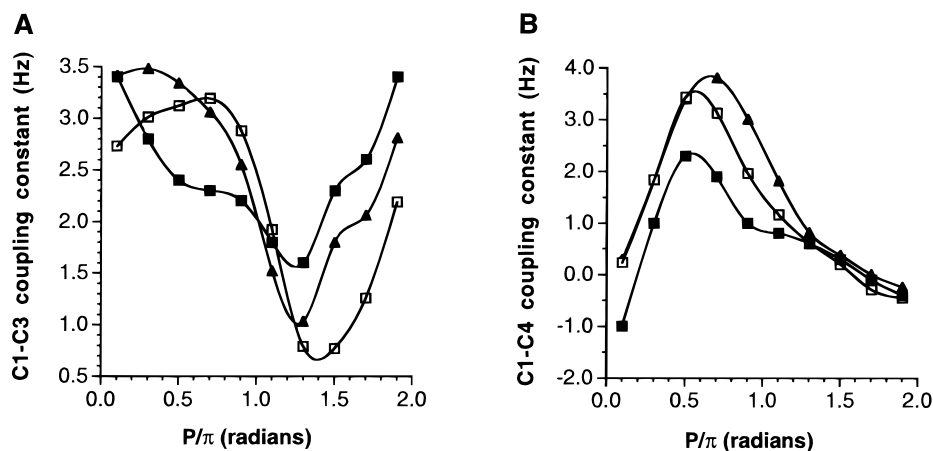 A
C1-C3 coupling constant (Hz)
3.5
3.0
2.5
2.0
1.5
1.0
0.5
0.0 0.5 1.0 1.5 2.0
P/π (radians)
B
C1-C4 coupling constant (Hz)
4.0
3.0
2.0
1.0
0.0
-1.0
-2.0
0.0 0.5 1.0 1.5 2.0
P/π (radians)